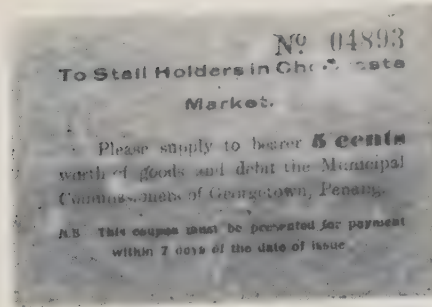 Nº 04893
To Stall Holders in
Market.
Please supply to bearer 5 cents
worth of goods and debit the Municipal
Commissioners of Georgetown, Penang.
N.B. This coupon must be presented for payment
within 7 days of the date of issue